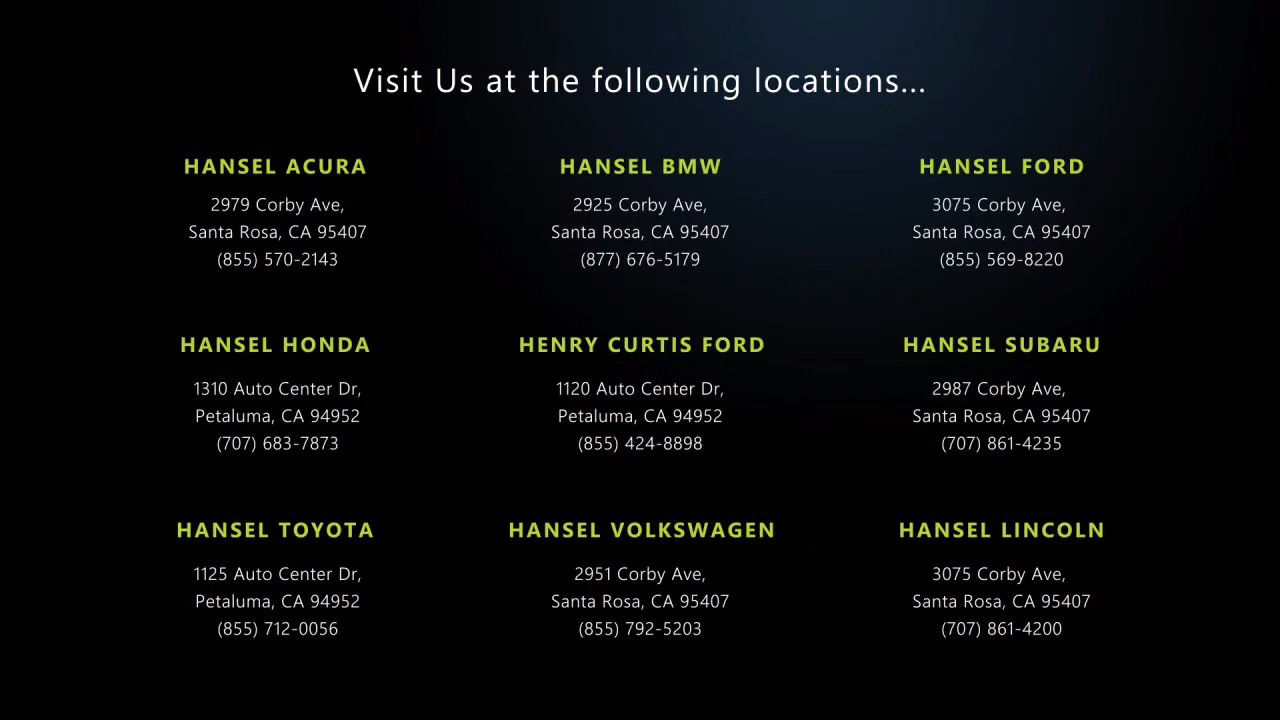 Visit Us at the following locations...
HANSEL ACURA
2979 Corby Ave,
Santa Rosa, CA 95407
(855) 570-2143
HANSEL BMW
2925 Corby Ave,
Santa Rosa, CA 95407
(877) 676-5179
HANSEL FORD
3075 Corby Ave,
Santa Rosa, CA 95407
(855) 569-8220
HANSEL HONDA
1310 Auto Center Dr,
Petaluma, CA 94952
(707) 683-7873
HENRY CURTIS FORD
1120 Auto Center Dr,
Petaluma, CA 94952
(855) 424-8898
HANSEL SUBARU
2987 Corby Ave,
Santa Rosa, CA 95407
(707) 861-4235
HANSEL TOYOTA
1125 Auto Center Dr,
Petaluma, CA 94952
(855) 712-0056
HANSEL VOLKSWAGEN
2951 Corby Ave,
Santa Rosa, CA 95407
(855) 792-5203
HANSEL LINCOLN
3075 Corby Ave,
Santa Rosa, CA 95407
(707) 861-4200